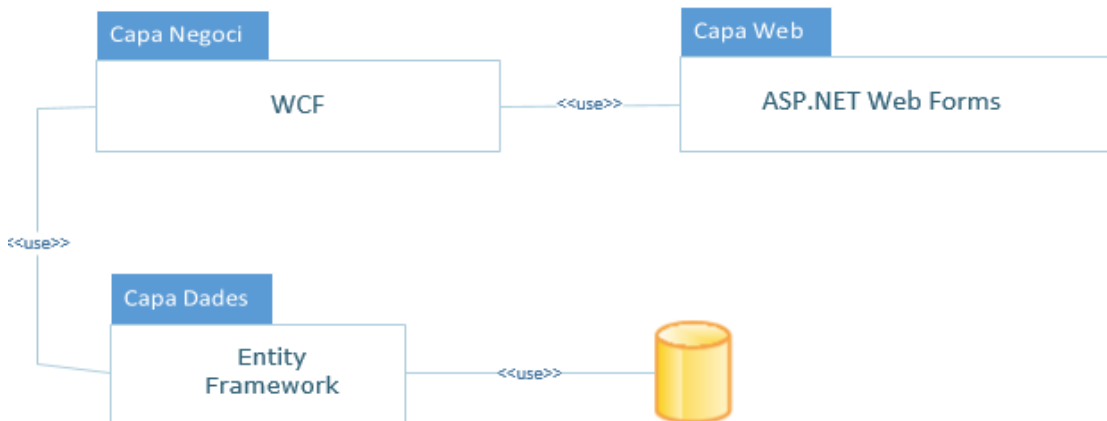 Capa Negoci
WCF
<<use>>
Capa Web
ASP.NET Web Forms
<<use>>
Capa Dades
Entity
Framework
<<use>>